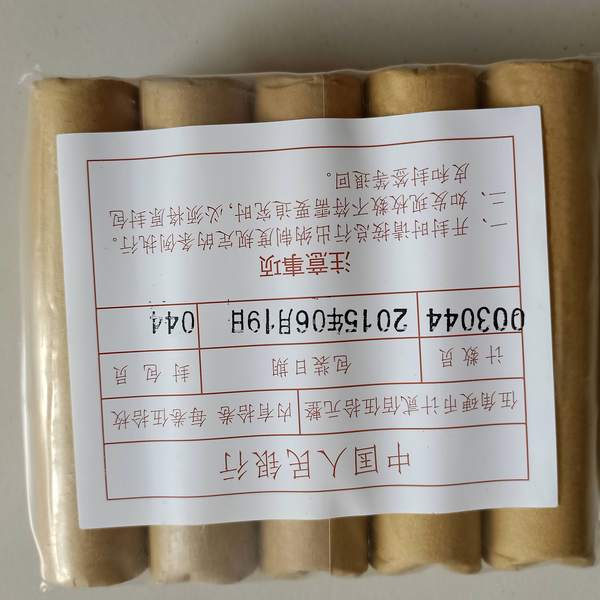 中国人民银行
伍角硬币计贰佰伍拾元整 内有拾卷 每卷伍拾枚
计数员 包装日期 封包员
003044 2015年06月19日 044
注意事项
一、开封时请按总行出纳制度规定的条例执行。
二、如发现枚数不符需要追究时,必须将原封包
皮和封签等退回。